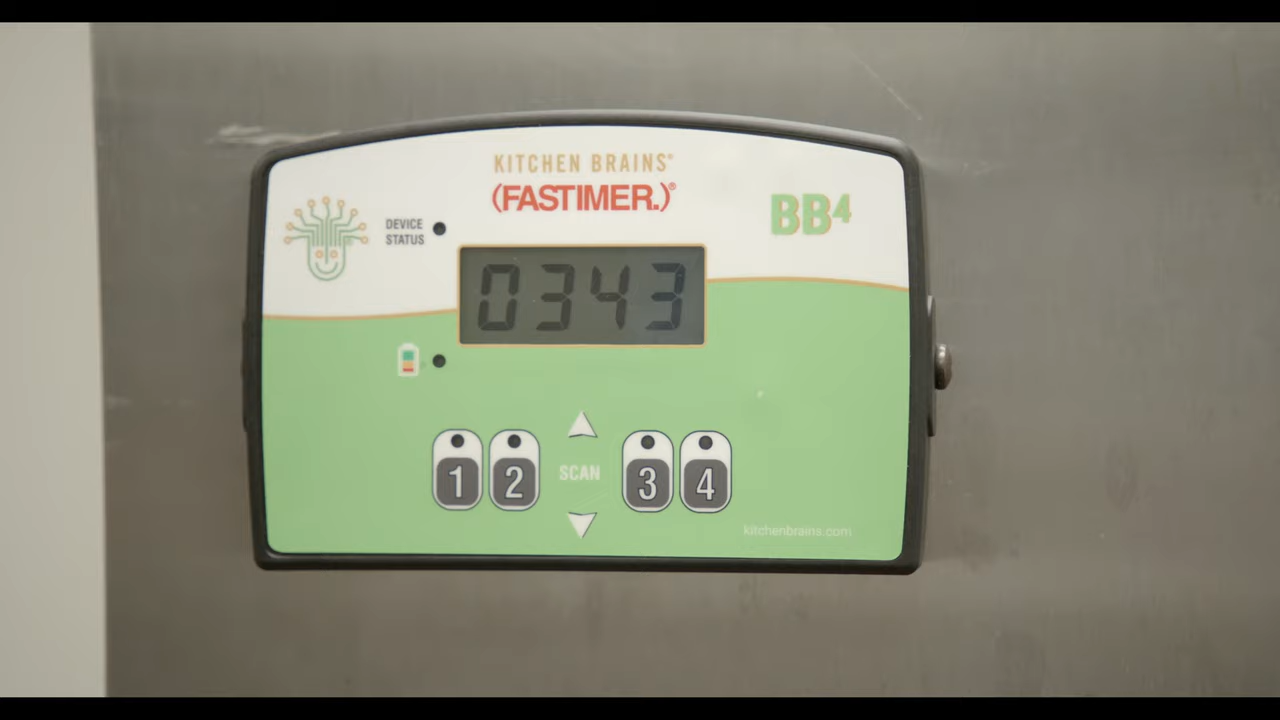 KITCHEN BRAINS®
(FASTIMER.)®
BB4
DEVICE
STATUS
0343
1 2 SCAN 3 4
kitchenbrains.com